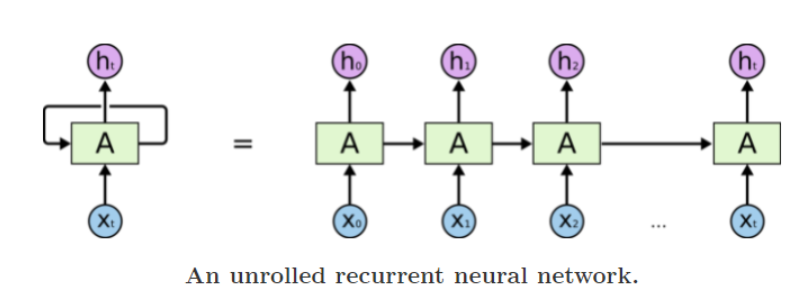 hₜ h₀ h₁ h₂ hₜ
A = A A A A
Xₜ X₀ X₁ X₂ ... Xₜ
An unrolled recurrent neural network.